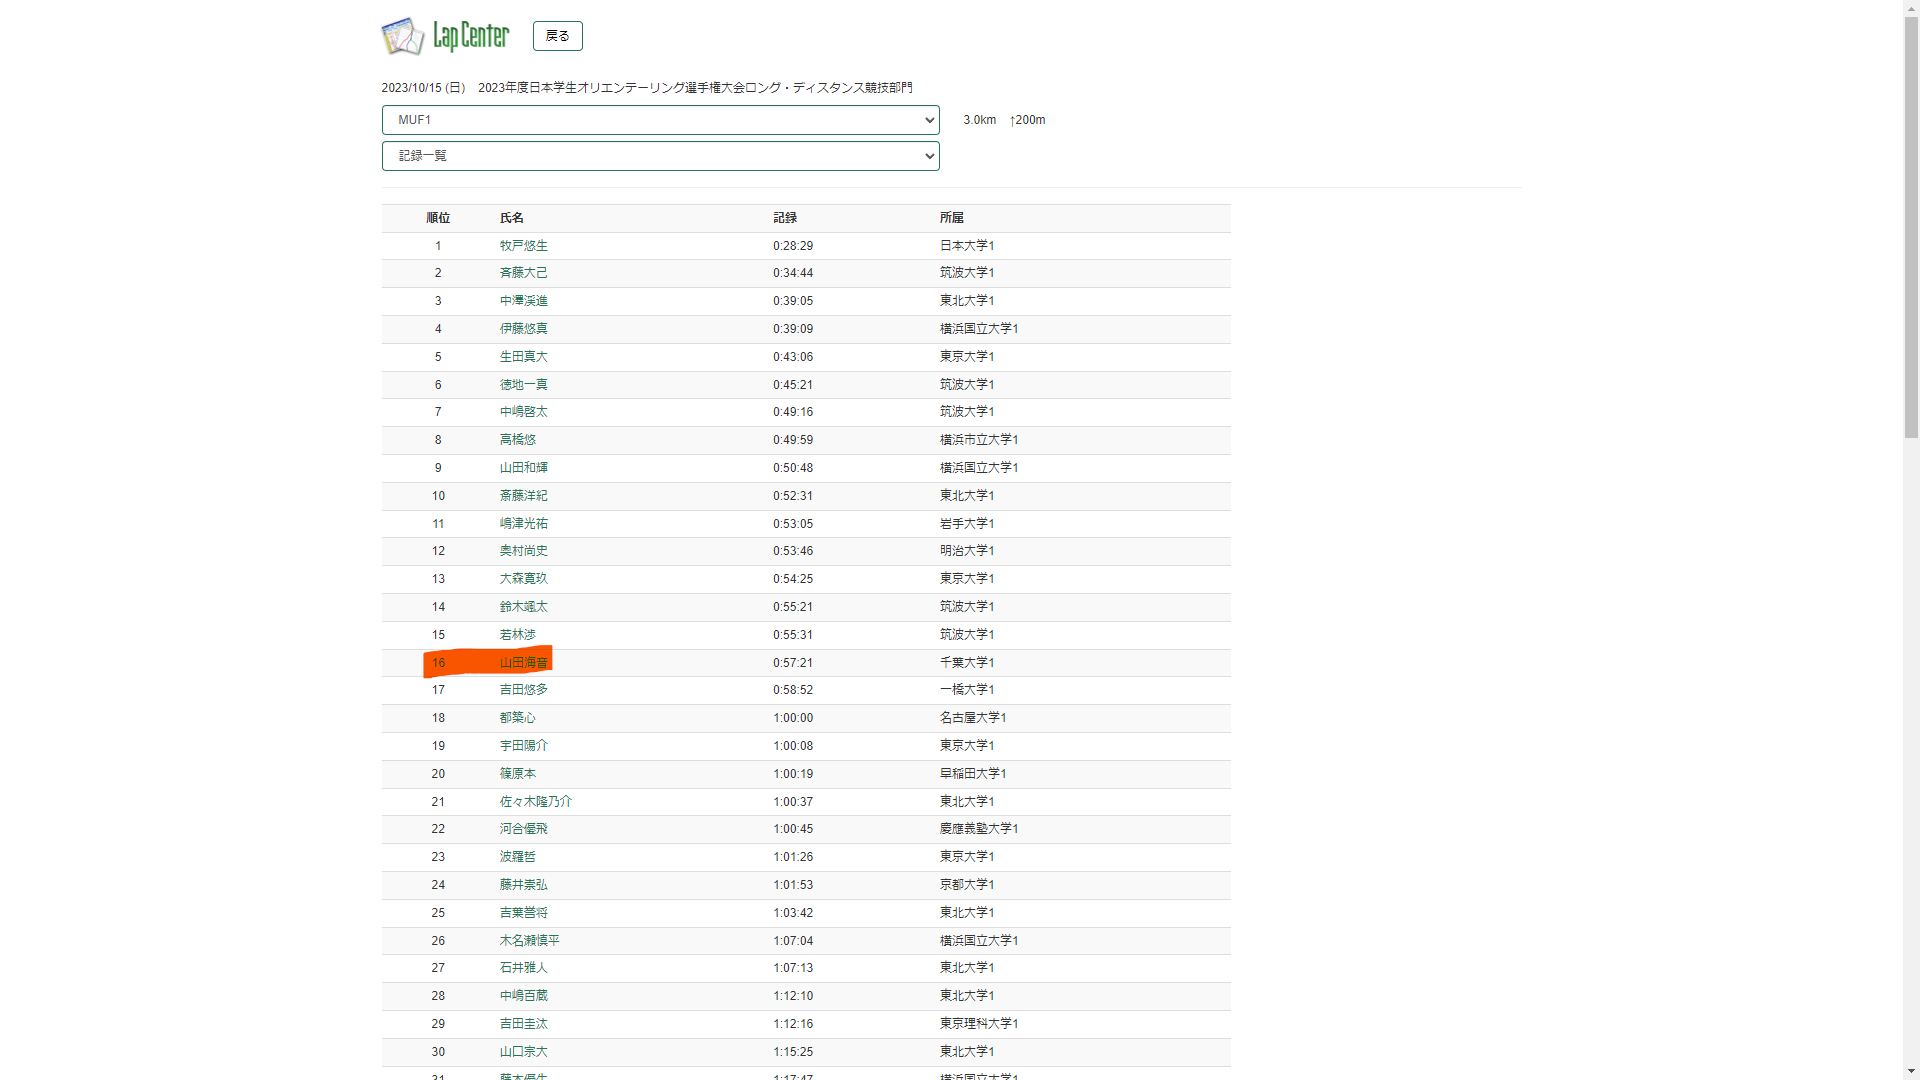 Lap Center 戻る
2023/10/15 (日) 2023年度日本学生オリエンテーリング選手権大会ロング・ディスタンス競技部門
MUF1 3.0km ↑200m
記録一覧
順位 氏名 記録 所属
1 牧戸悠生 0:28:29 日本大学1
2 斉藤大己 0:34:44 筑波大学1
3 中澤渓進 0:39:05 東北大学1
4 伊藤悠真 0:39:09 横浜国立大学1
5 生田真大 0:43:06 東京大学1
6 徳地一真 0:45:21 筑波大学1
7 中嶋啓太 0:49:16 筑波大学1
8 高橋悠 0:49:59 横浜市立大学1
9 山田和輝 0:50:48 横浜国立大学1
10 斎藤洋紀 0:52:31 東北大学1
11 嶋津光祐 0:53:05 岩手大学1
12 奥村尚史 0:53:46 明治大学1
13 大森寛玖 0:54:25 東京大学1
14 鈴木颯太 0:55:21 筑波大学1
15 若林渉 0:55:31 筑波大学1
16 山田海音 0:57:21 千葉大学1
17 吉田悠多 0:58:52 一橋大学1
18 都築心 1:00:00 名古屋大学1
19 宇田陽介 1:00:08 東京大学1
20 篠原本 1:00:19 早稲田大学1
21 佐々木隆乃介 1:00:37 東北大学1
22 河合優飛 1:00:45 慶應義塾大学1
23 波羅哲 1:01:26 東京大学1
24 藤井崇弘 1:01:53 京都大学1
25 吉葉誉将 1:03:42 東北大学1
26 木名瀬慎平 1:07:04 横浜国立大学1
27 石井雅人 1:07:13 東北大学1
28 中嶋百蔵 1:12:10 東北大学1
29 吉田圭汰 1:12:16 東京理科大学1
30 山口宗大 1:15:25 東北大学1
31 1:17:47 横浜国立大学1